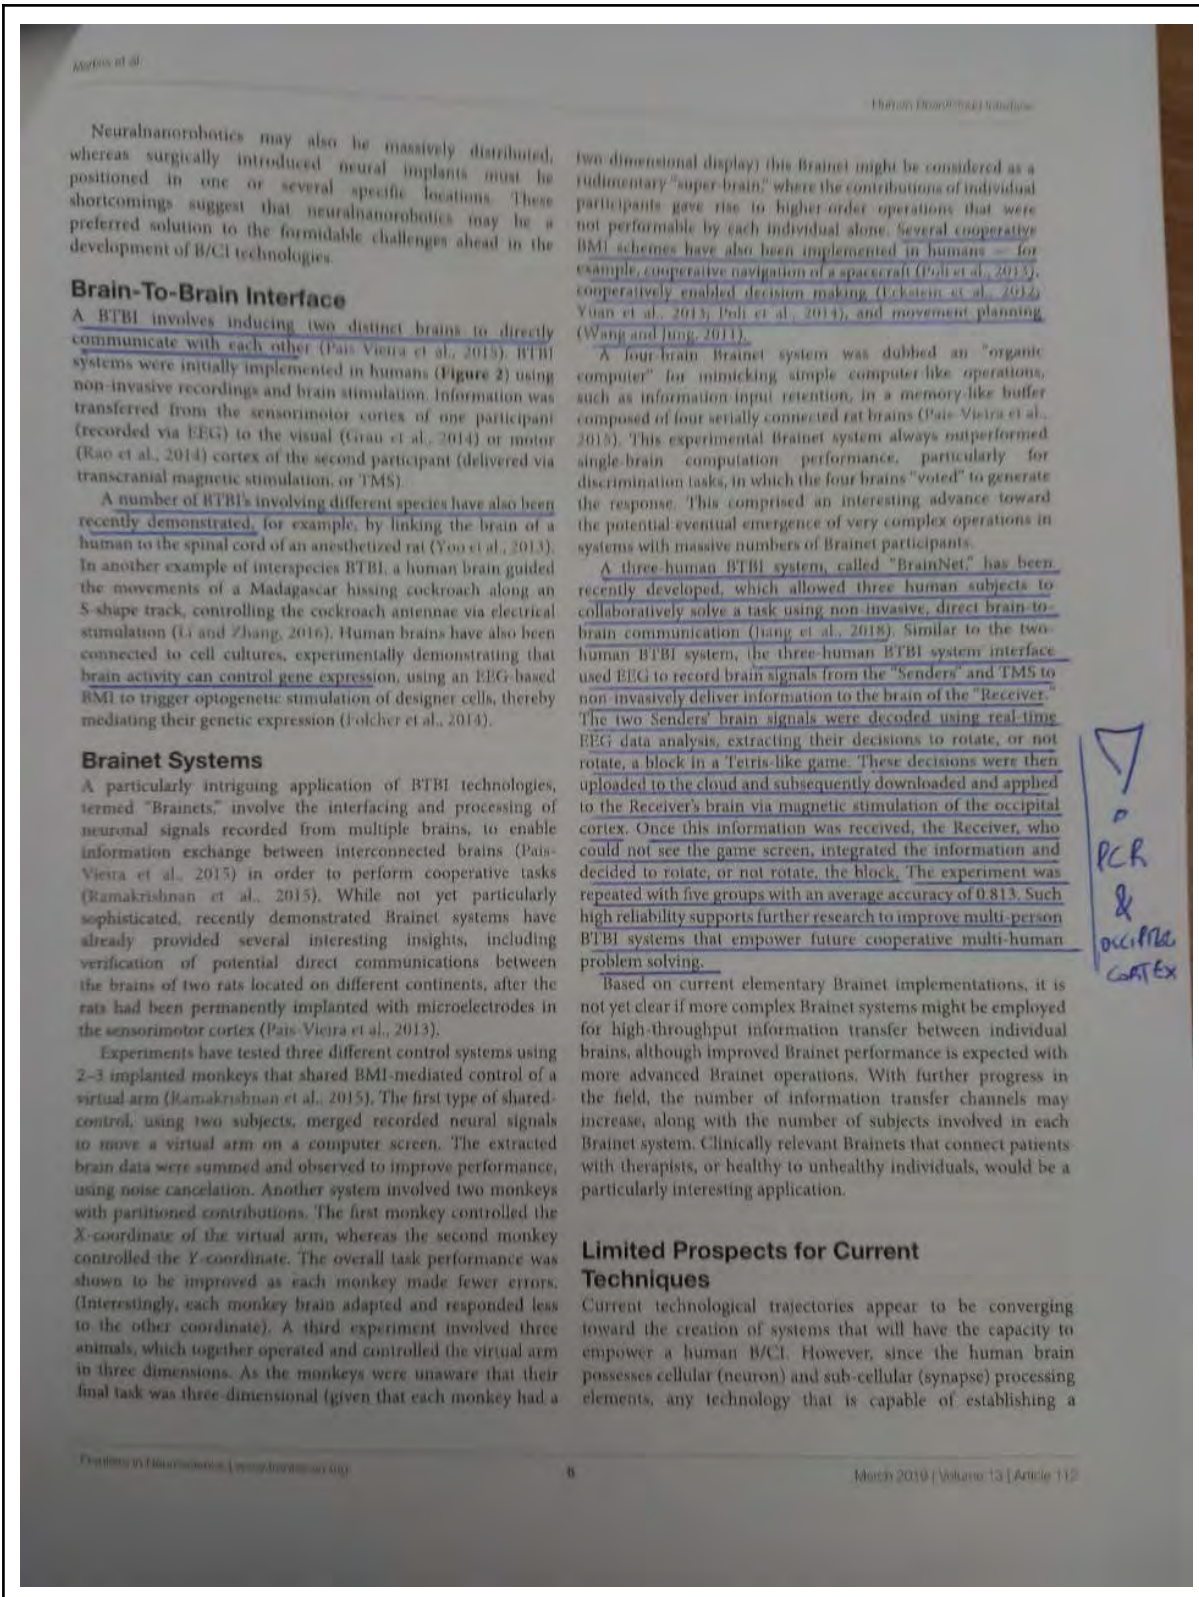 Martins et al.
Human Brain/Cloud Interface
Neuralnanorobotics may also be massively distributed,
whereas surgically introduced neural implants must be
positioned in one or several specific locations. These
shortcomings suggest that neuralnanorobotics may be a
preferred solution to the formidable challenges ahead in the
development of B/CI technologies.
Brain-To-Brain Interface
A BTBI involves inducing two distinct brains to directly
communicate with each other (Pais Vieira et al., 2015). BTBI
systems were initially implemented in humans (Figure 2) using
non-invasive recordings and brain stimulation. Information was
transferred from the sensorimotor cortex of one participant
(recorded via EEG) to the visual (Grau et al., 2014) or motor
(Rao et al., 2014) cortex of the second participant (delivered via
transcranial magnetic stimulation, or TMS).
A number of BTBI's involving different species have also been
recently demonstrated, for example, by linking the brain of a
human to the spinal cord of an anesthetized rat (Yoo et al., 2013).
In another example of interspecies BTBI, a human brain guided
the movements of a Madagascar hissing cockroach along an
S-shape track, controlling the cockroach antennae via electrical
stimulation (Li and Zhang, 2016). Human brains have also been
connected to cell cultures, experimentally demonstrating that
brain activity can control gene expression, using an EEG-based
BMI to trigger optogenetic stimulation of designer cells, thereby
mediating their genetic expression (Folcher et al., 2014).
Brainet Systems
A particularly intriguing application of BTBI technologies,
termed "Brainets," involve the interfacing and processing of
neuronal signals recorded from multiple brains, to enable
information exchange between interconnected brains (Pais-
Vieira et al., 2015) in order to perform cooperative tasks
(Ramakrishnan et al., 2015). While not yet particularly
sophisticated, recently demonstrated Brainet systems have
already provided several interesting insights, including
verification of potential direct communications between
the brains of two rats located on different continents, after the
rats had been permanently implanted with microelectrodes in
the sensorimotor cortex (Pais-Vieira et al., 2013).
Experiments have tested three different control systems using
2–3 implanted monkeys that shared BMI-mediated control of a
virtual arm (Ramakrishnan et al., 2015). The first type of shared-
control, using two subjects, merged recorded neural signals
to move a virtual arm on a computer screen. The extracted
brain data were summed and observed to improve performance,
using noise cancelation. Another system involved two monkeys
with partitioned contributions. The first monkey controlled the
X-coordinate of the virtual arm, whereas the second monkey
controlled the Y-coordinate. The overall task performance was
shown to be improved as each monkey made fewer errors.
(Interestingly, each monkey brain adapted and responded less
to the other coordinate). A third experiment involved three
animals, which together operated and controlled the virtual arm
in three dimensions. As the monkeys were unaware that their
final task was three-dimensional (given that each monkey had a
two dimensional display) this Brainet might be considered as a
rudimentary "super-brain," where the contributions of individual
participants gave rise to higher-order operations that were
not performable by each individual alone. Several cooperative
BMI schemes have also been implemented in humans — for
example, cooperative navigation of a spacecraft (Poli et al., 2013),
cooperatively enabled decision making (Eckstein et al., 2012;
Yuan et al., 2013; Poli et al., 2014), and movement planning
(Wang and Jung, 2011).
A four-brain Brainet system was dubbed an "organic
computer" for mimicking simple computer-like operations,
such as information input retention, in a memory-like buffer
composed of four serially connected rat brains (Pais-Vieira et al.,
2015). This experimental Brainet system always outperformed
single-brain computation performance, particularly for
discrimination tasks, in which the four brains "voted" to generate
the response. This comprised an interesting advance toward
the potential eventual emergence of very complex operations in
systems with massive numbers of Brainet participants.
A three-human BTBI system, called "BrainNet," has been
recently developed, which allowed three human subjects to
collaboratively solve a task using non invasive, direct brain-to-
brain communication (Jiang et al., 2018). Similar to the two-
human BTBI system, the three-human BTBI system interface
used EEG to record brain signals from the "Senders" and TMS to
non-invasively deliver information to the brain of the "Receiver."
The two Senders' brain signals were decoded using real-time
EEG data analysis, extracting their decisions to rotate, or not
rotate, a block in a Tetris-like game. These decisions were then
uploaded to the cloud and subsequently downloaded and applied
to the Receiver's brain via magnetic stimulation of the occipital
cortex. Once this information was received, the Receiver, who
could not see the game screen, integrated the information and
decided to rotate, or not rotate, the block. The experiment was
repeated with five groups with an average accuracy of 0.813. Such
high reliability supports further research to improve multi-person
BTBI systems that empower future cooperative multi-human
problem solving.
Based on current elementary Brainet implementations, it is
not yet clear if more complex Brainet systems might be employed
for high-throughput information transfer between individual
brains, although improved Brainet performance is expected with
more advanced Brainet operations. With further progress in
the field, the number of information transfer channels may
increase, along with the number of subjects involved in each
Brainet system. Clinically relevant Brainets that connect patients
with therapists, or healthy to unhealthy individuals, would be a
particularly interesting application.
Limited Prospects for Current
Techniques
Current technological trajectories appear to be converging
toward the creation of systems that will have the capacity to
empower a human B/CI. However, since the human brain
possesses cellular (neuron) and sub-cellular (synapse) processing
elements, any technology that is capable of establishing a
!
PCR
&
OCCIPITAL
CORTEX
Frontiers in Neuroscience | www.frontiersin.org
8
March 2019 | Volume 13 | Article 112